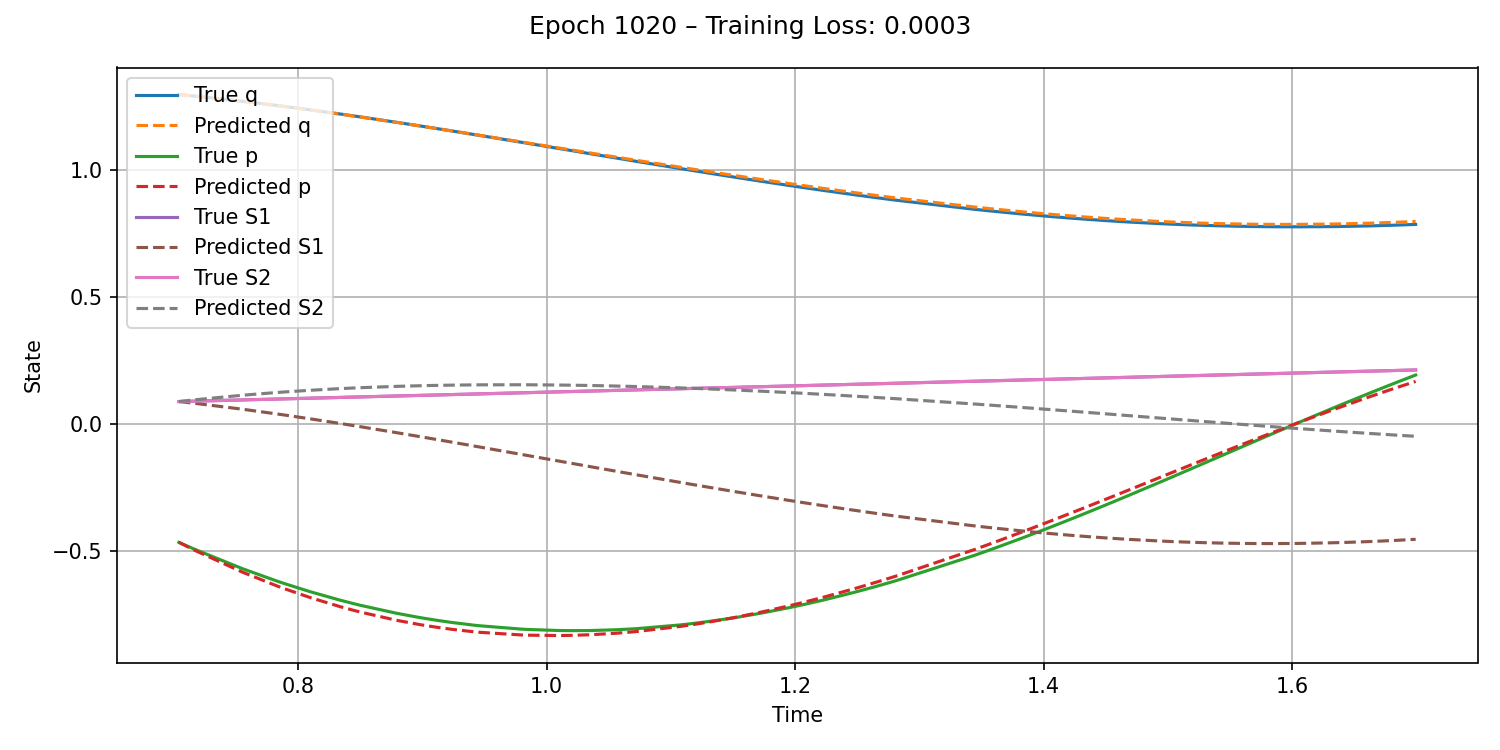 Epoch 1020 – Training Loss: 0.0003
True q
Predicted q
True p
Predicted p
True S1
Predicted S1
True S2
Predicted S2
State
1.0
0.5
0.0
−0.5
0.8
1.0
1.2
1.4
1.6
Time